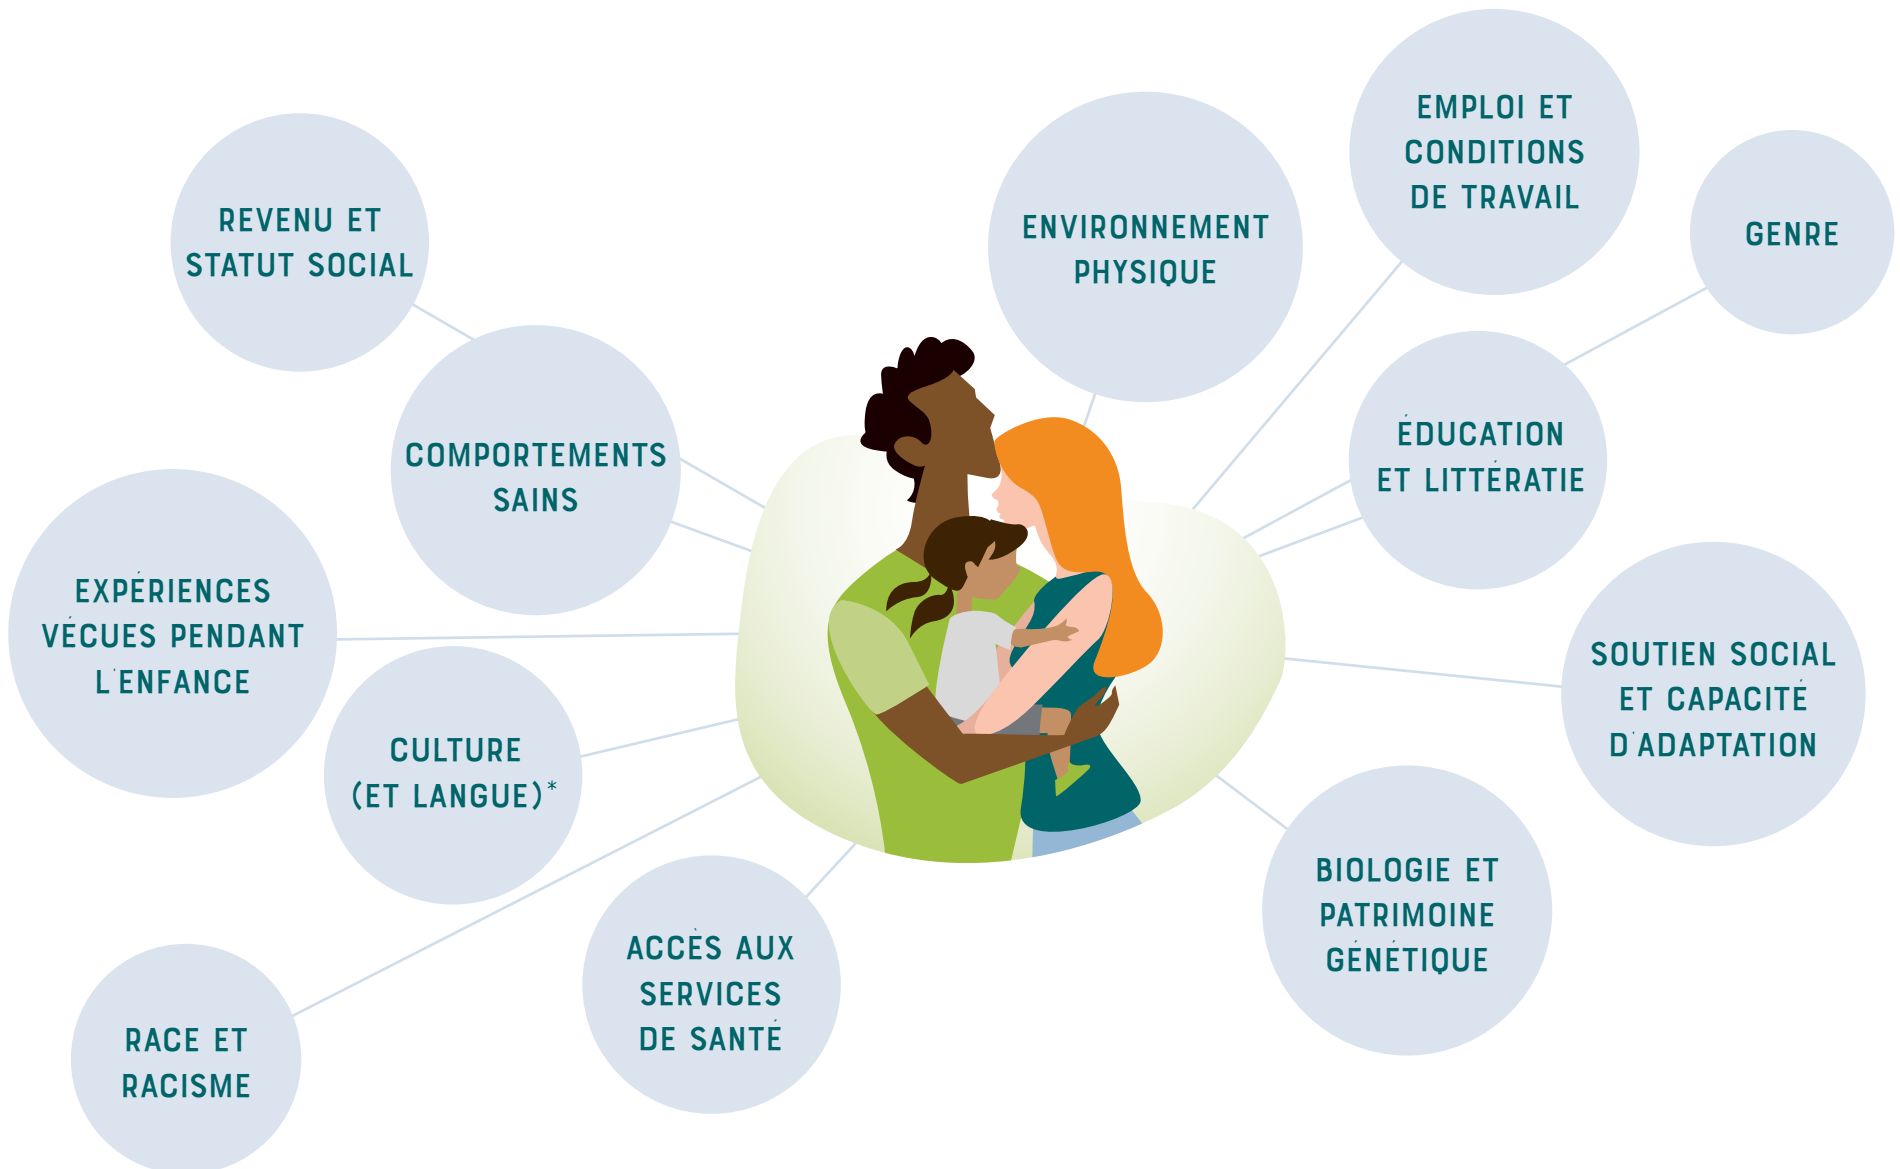 REVENU ET
STATUT SOCIAL
COMPORTEMENTS
SAINS
EXPÉRIENCES
VÉCUES PENDANT
L'ENFANCE
CULTURE
(ET LANGUE)*
RACE ET
RACISME
ACCÈS AUX
SERVICES
DE SANTÉ
ENVIRONNEMENT
PHYSIQUE
EMPLOI ET
CONDITIONS
DE TRAVAIL
GENRE
ÉDUCATION
ET LITTÉRATIE
SOUTIEN SOCIAL
ET CAPACITÉ
D'ADAPTATION
BIOLOGIE ET
PATRIMOINE
GÉNÉTIQUE